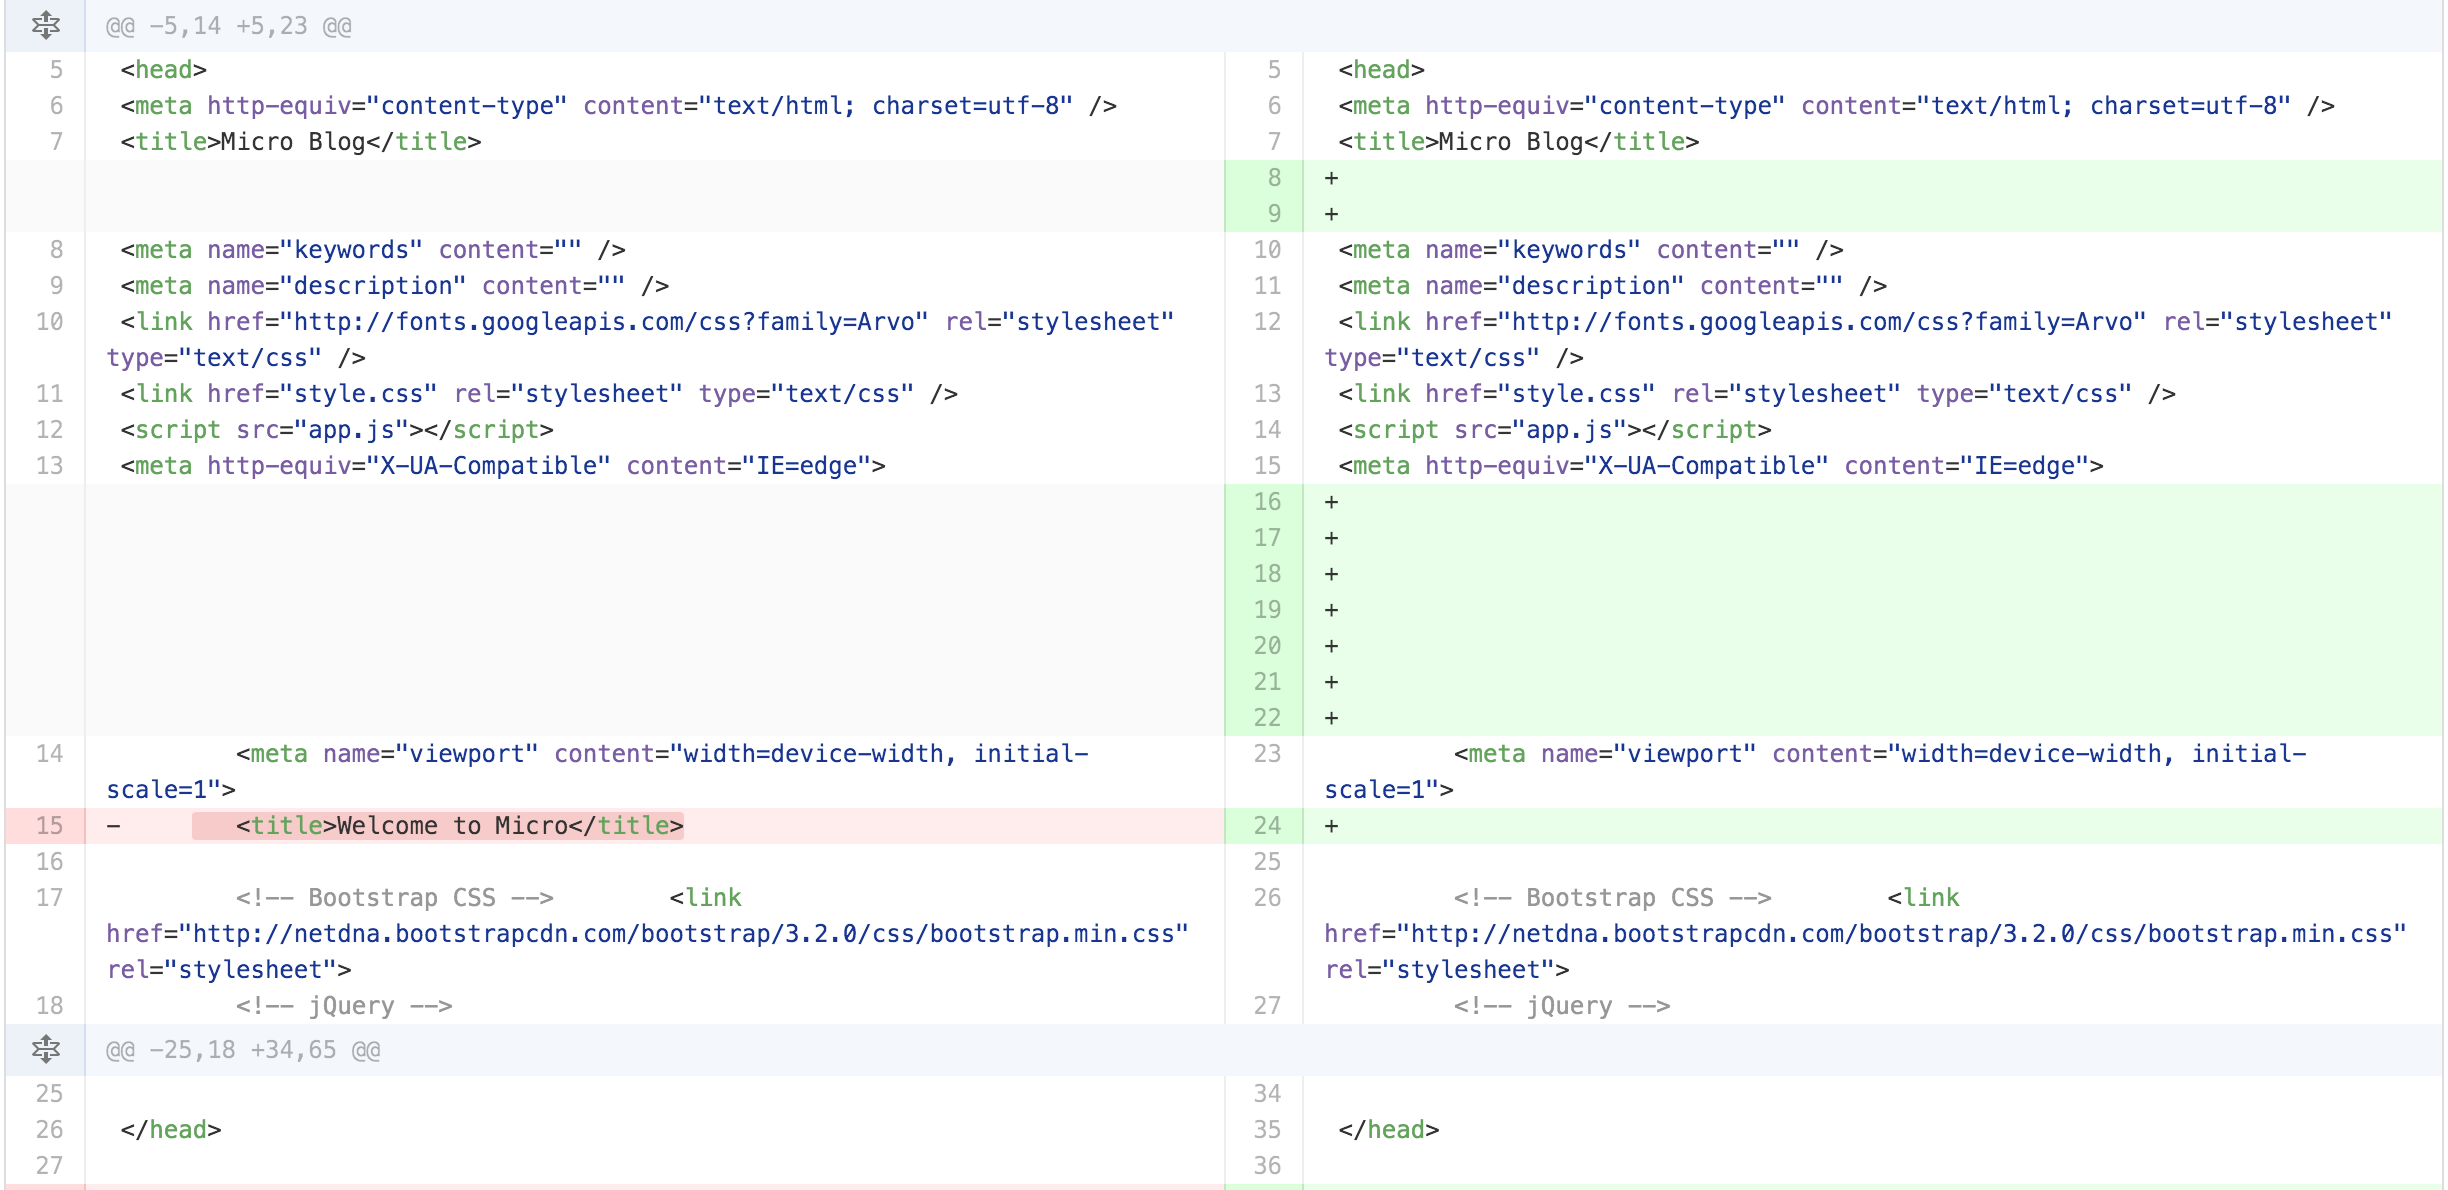 @@ -5,14 +5,23 @@
5 <head> 5 <head>
6 <meta http-equiv="content-type" content="text/html; charset=utf-8" /> 6 <meta http-equiv="content-type" content="text/html; charset=utf-8" />
7 <title>Micro Blog</title> 7 <title>Micro Blog</title>
8 +
9 +
8 <meta name="keywords" content="" /> 10 <meta name="keywords" content="" />
9 <meta name="description" content="" /> 11 <meta name="description" content="" />
10 <link href="http://fonts.googleapis.com/css?family=Arvo" rel="stylesheet" 12 <link href="http://fonts.googleapis.com/css?family=Arvo" rel="stylesheet"
type="text/css" /> type="text/css" />
11 <link href="style.css" rel="stylesheet" type="text/css" /> 13 <link href="style.css" rel="stylesheet" type="text/css" />
12 <script src="app.js"></script> 14 <script src="app.js"></script>
13 <meta http-equiv="X-UA-Compatible" content="IE=edge"> 15 <meta http-equiv="X-UA-Compatible" content="IE=edge">
16 +
17 +
18 +
19 +
20 +
21 +
22 +
14 <meta name="viewport" content="width=device-width, initial- 23 <meta name="viewport" content="width=device-width, initial-
scale=1"> scale=1">
15 - <title>Welcome to Micro</title> 24 +
16 25
17 <!-- Bootstrap CSS --> <link 26 <!-- Bootstrap CSS --> <link
href="http://netdna.bootstrapcdn.com/bootstrap/3.2.0/css/bootstrap.min.css" href="http://netdna.bootstrapcdn.com/bootstrap/3.2.0/css/bootstrap.min.css"
rel="stylesheet"> rel="stylesheet">
18 <!-- jQuery --> 27 <!-- jQuery -->
@@ -25,18 +34,65 @@
25 34
26 </head> 35 </head>
27 36